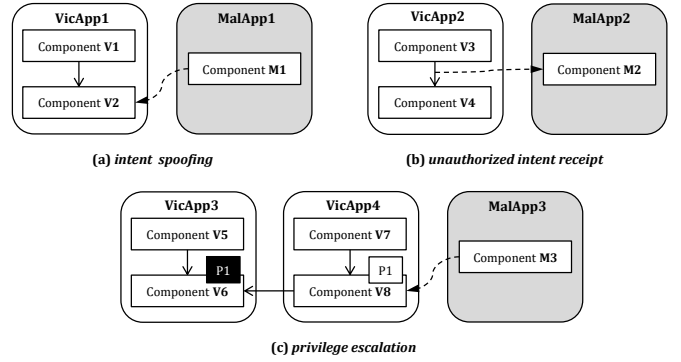 VicApp1
MalApp1
Component V1
Component M1
Component V2
(a) intent spoofing
VicApp2
MalApp2
Component V3
Component M2
Component V4
(b) unauthorized intent receipt
VicApp3
VicApp4
MalApp3
Component V5
Component V7
Component M3
P1
P1
Component V6
Component V8
(c) privilege escalation